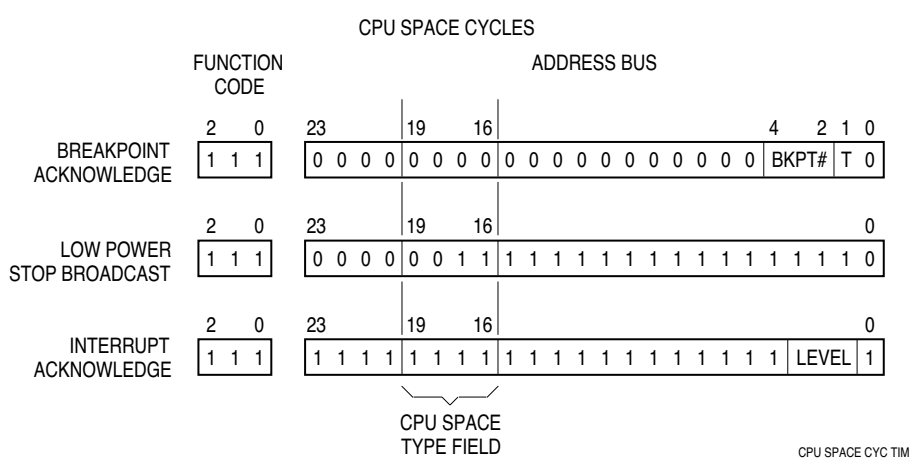 CPU SPACE CYCLES
FUNCTION CODE
ADDRESS BUS
2 0 23 19 16 4 2 1 0
BREAKPOINT ACKNOWLEDGE
1 1 1 0 0 0 0 0 0 0 0 0 0 0 0 0 0 0 0 0 0 0 BKPT# T 0
2 0 23 19 16 0
LOW POWER STOP BROADCAST
1 1 1 0 0 0 0 0 0 1 1 1 1 1 1 1 1 1 1 1 1 1 1 1 1 1 0
2 0 23 19 16 0
INTERRUPT ACKNOWLEDGE
1 1 1 1 1 1 1 1 1 1 1 1 1 1 1 1 1 1 1 1 1 1 1 LEVEL 1
CPU SPACE TYPE FIELD
CPU SPACE CYC TIM